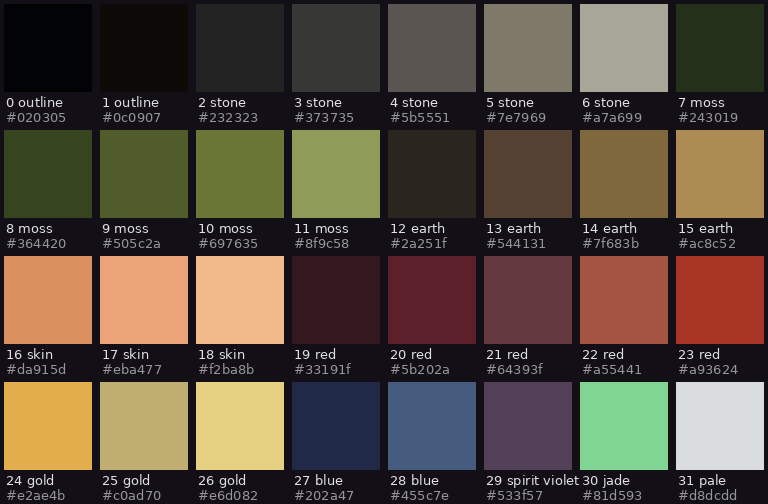 0 outline
#020305
1 outline
#0c0907
2 stone
#232323
3 stone
#373735
4 stone
#5b5551
5 stone
#7e7969
6 stone
#a7a699
7 moss
#243019
8 moss
#364420
9 moss
#505c2a
10 moss
#697635
11 moss
#8f9c58
12 earth
#2a251f
13 earth
#544131
14 earth
#7f683b
15 earth
#ac8c52
16 skin
#da915d
17 skin
#eba477
18 skin
#f2ba8b
19 red
#33191f
20 red
#5b202a
21 red
#64393f
22 red
#a55441
23 red
#a93624
24 gold
#e2ae4b
25 gold
#c0ad70
26 gold
#e6d082
27 blue
#202a47
28 blue
#455c7e
29 spirit violet
#533f57
30 jade
#81d593
31 pale
#d8dcdd